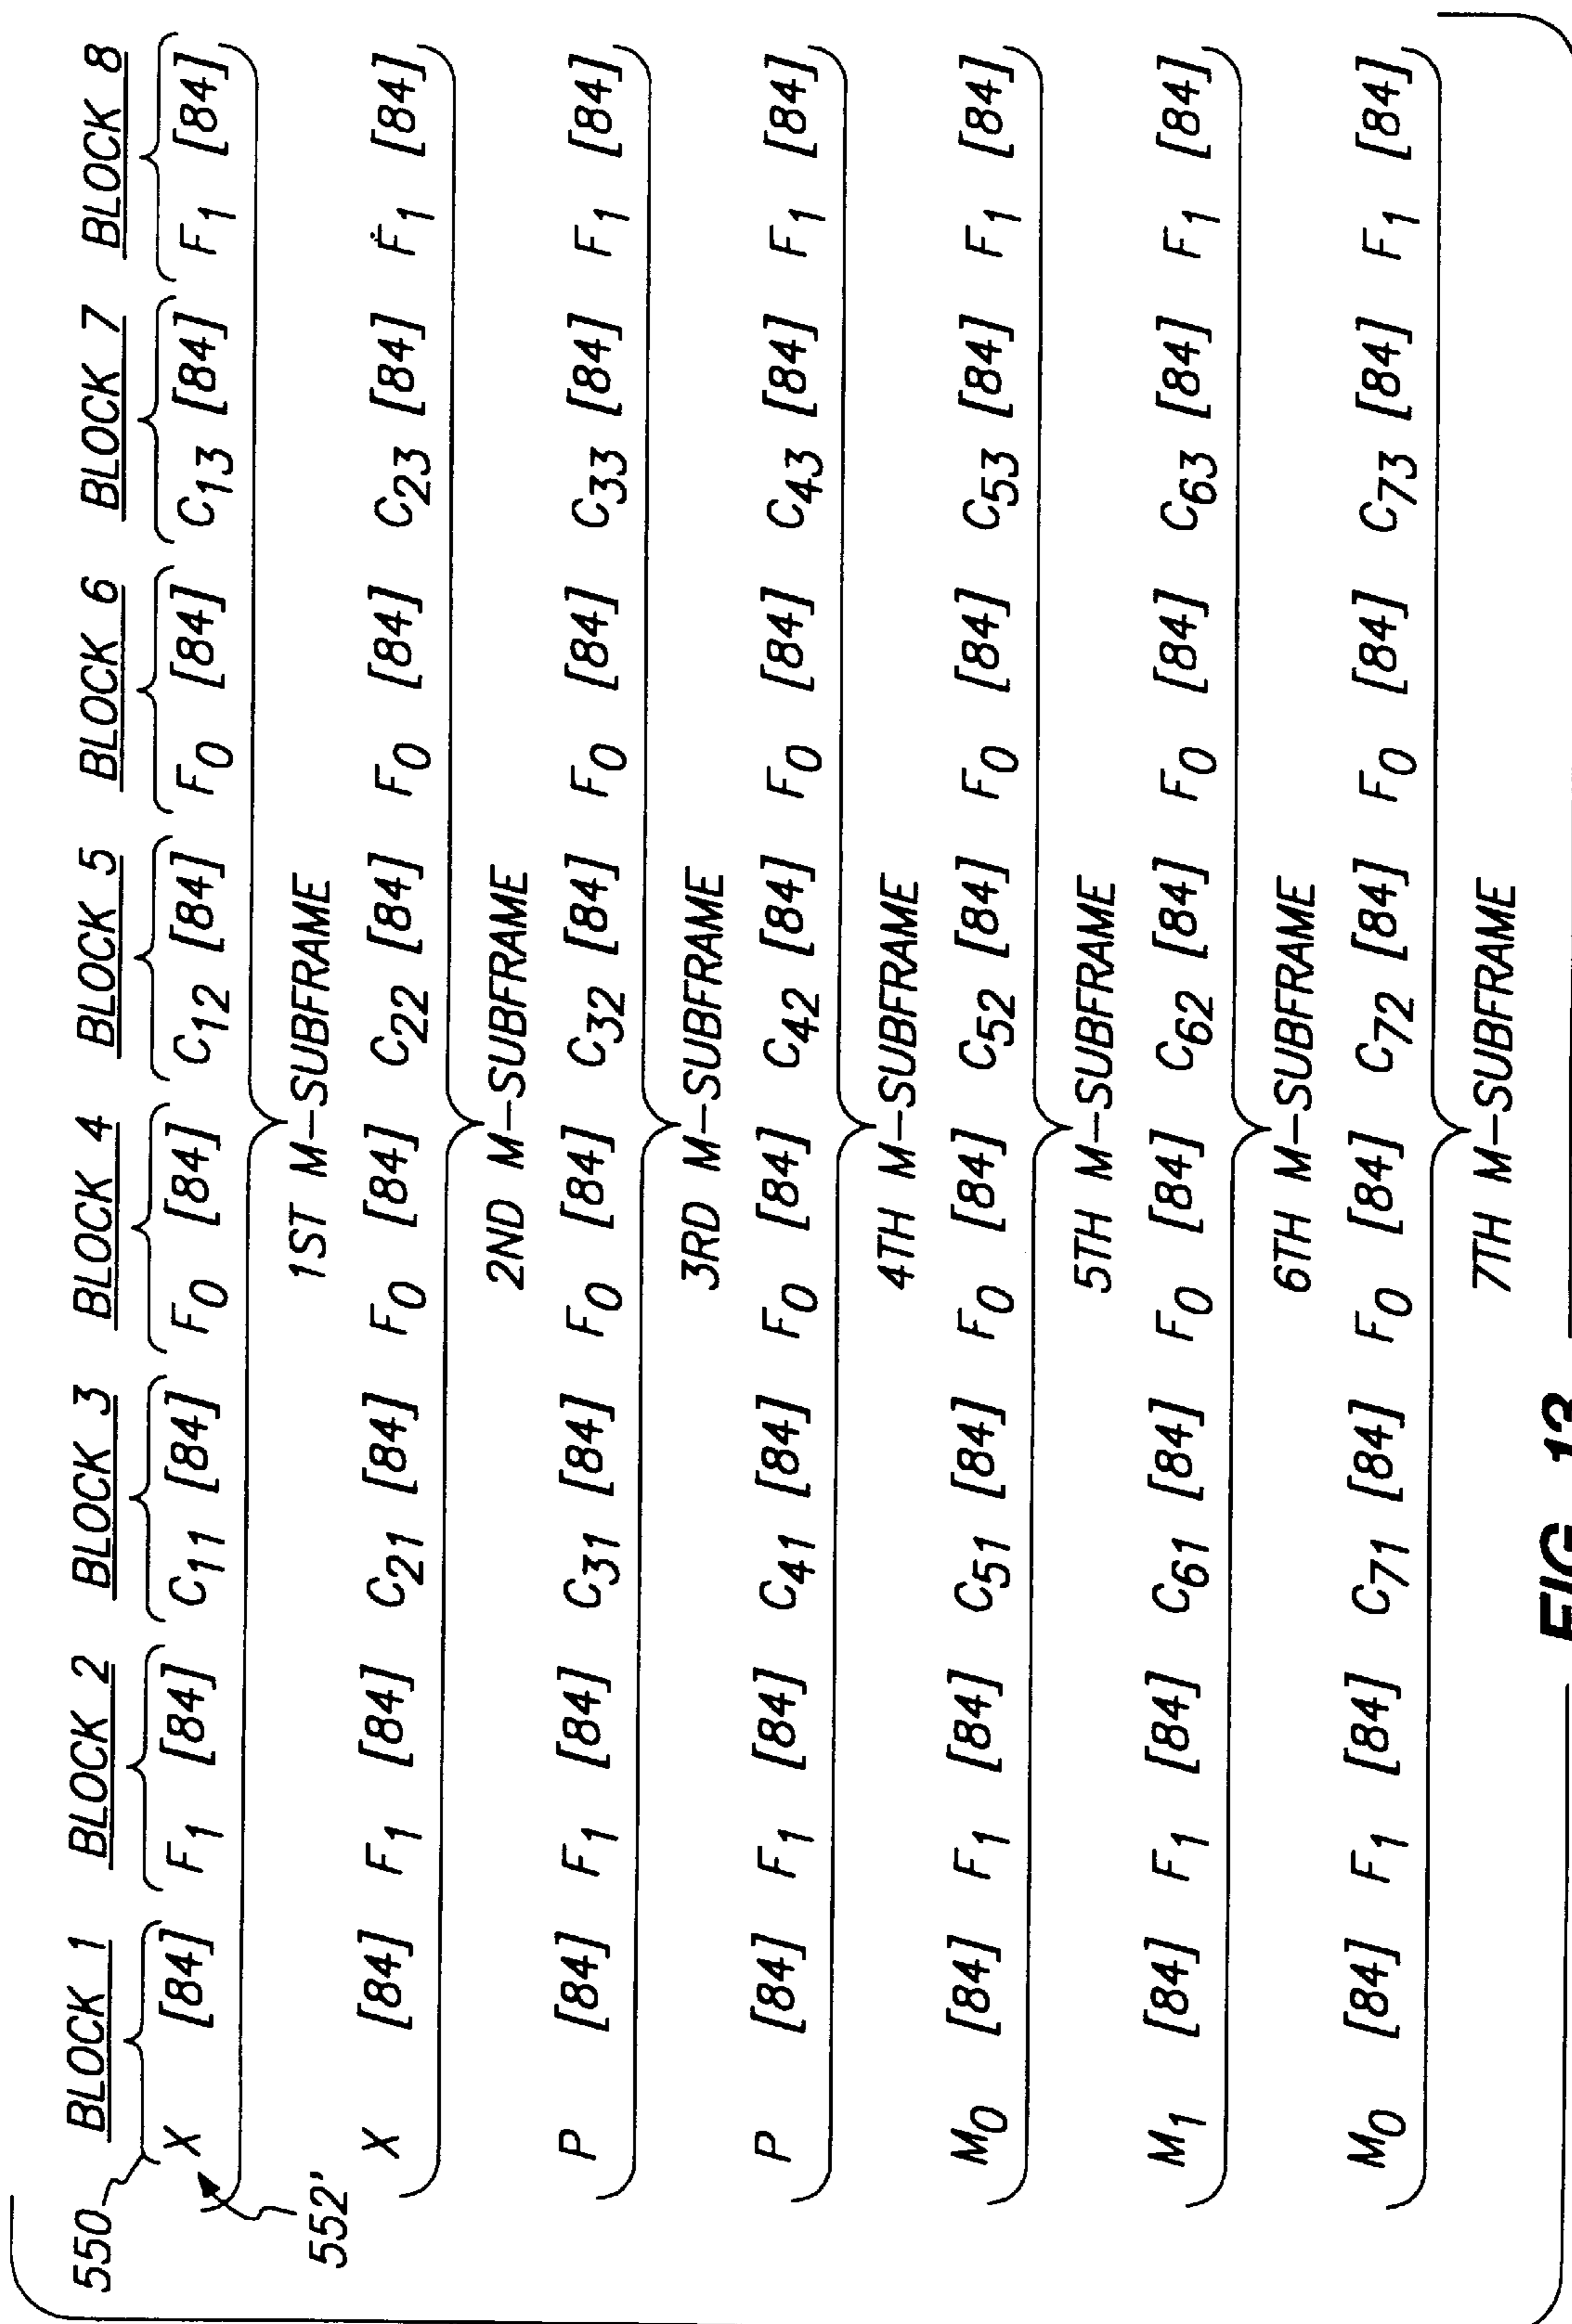 BLOCK 1 BLOCK 2 BLOCK 3 BLOCK 4 BLOCK 5 BLOCK 6 BLOCK 7 BLOCK 8
550
X [84] F1 [84] C11 [84] F0 [84] C12 [84] F0 [84] C13 [84] F1 [84]
552'
1ST M-SUBFRAME
X [84] F1 [84] C21 [84] F0 [84] C22 [84] F0 [84] C23 [84] F1 [84]
2ND M-SUBFRAME
P [84] F1 [84] C31 [84] F0 [84] C32 [84] F0 [84] C33 [84] F1 [84]
3RD M-SUBFRAME
P [84] F1 [84] C41 [84] F0 [84] C42 [84] F0 [84] C43 [84] F1 [84]
4TH M-SUBFRAME
M0 [84] F1 [84] C51 [84] F0 [84] C52 [84] F0 [84] C53 [84] F1 [84]
5TH M-SUBFRAME
M1 [84] F1 [84] C61 [84] F0 [84] C62 [84] F0 [84] C63 [84] F1 [84]
6TH M-SUBFRAME
M0 [84] F1 [84] C71 [84] F0 [84] C72 [84] F0 [84] C73 [84] F1 [84]
7TH M-SUBFRAME
FIG_13